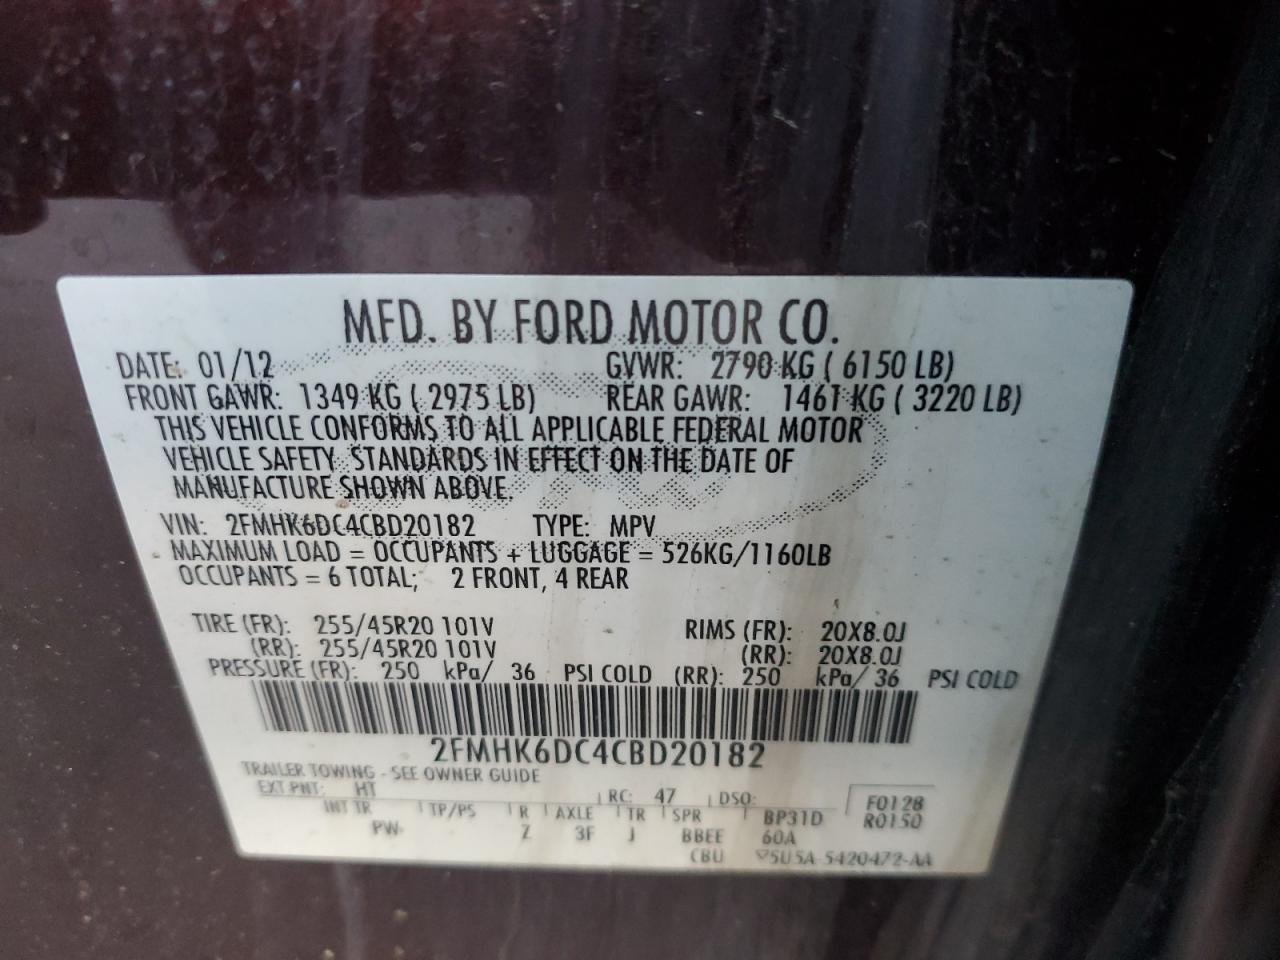 MFD. BY FORD MOTOR CO.
DATE: 01/12 GVWR: 2790 KG ( 6150 LB)
FRONT GAWR: 1349 KG ( 2975 LB) REAR GAWR: 1461 KG ( 3220 LB)
THIS VEHICLE CONFORMS TO ALL APPLICABLE FEDERAL MOTOR
VEHICLE SAFETY STANDARDS IN EFFECT ON THE DATE OF
MANUFACTURE SHOWN ABOVE.
VIN: 2FMHK6DC4CBD20182 TYPE: MPV
MAXIMUM LOAD = OCCUPANTS + LUGGAGE = 526KG/1160LB
OCCUPANTS = 6 TOTAL; 2 FRONT, 4 REAR
TIRE (FR): 255/45R20 101V RIMS (FR): 20X8.0J
(RR): 255/45R20 101V (RR): 20X8.0J
PRESSURE (FR): 250 kPa/ 36 PSI COLD (RR): 250 kPa/ 36 PSI COLD
2FMHK6DC4CBD20182
TRAILER TOWING - SEE OWNER GUIDE
EXT PNT: HT RC: 47 DSO: F0128
INT TR TP/PS R AXLE TR SPR BP31D R0150
PW Z 3F J BBEE 60A
CBU 5U5A-5420472-AA